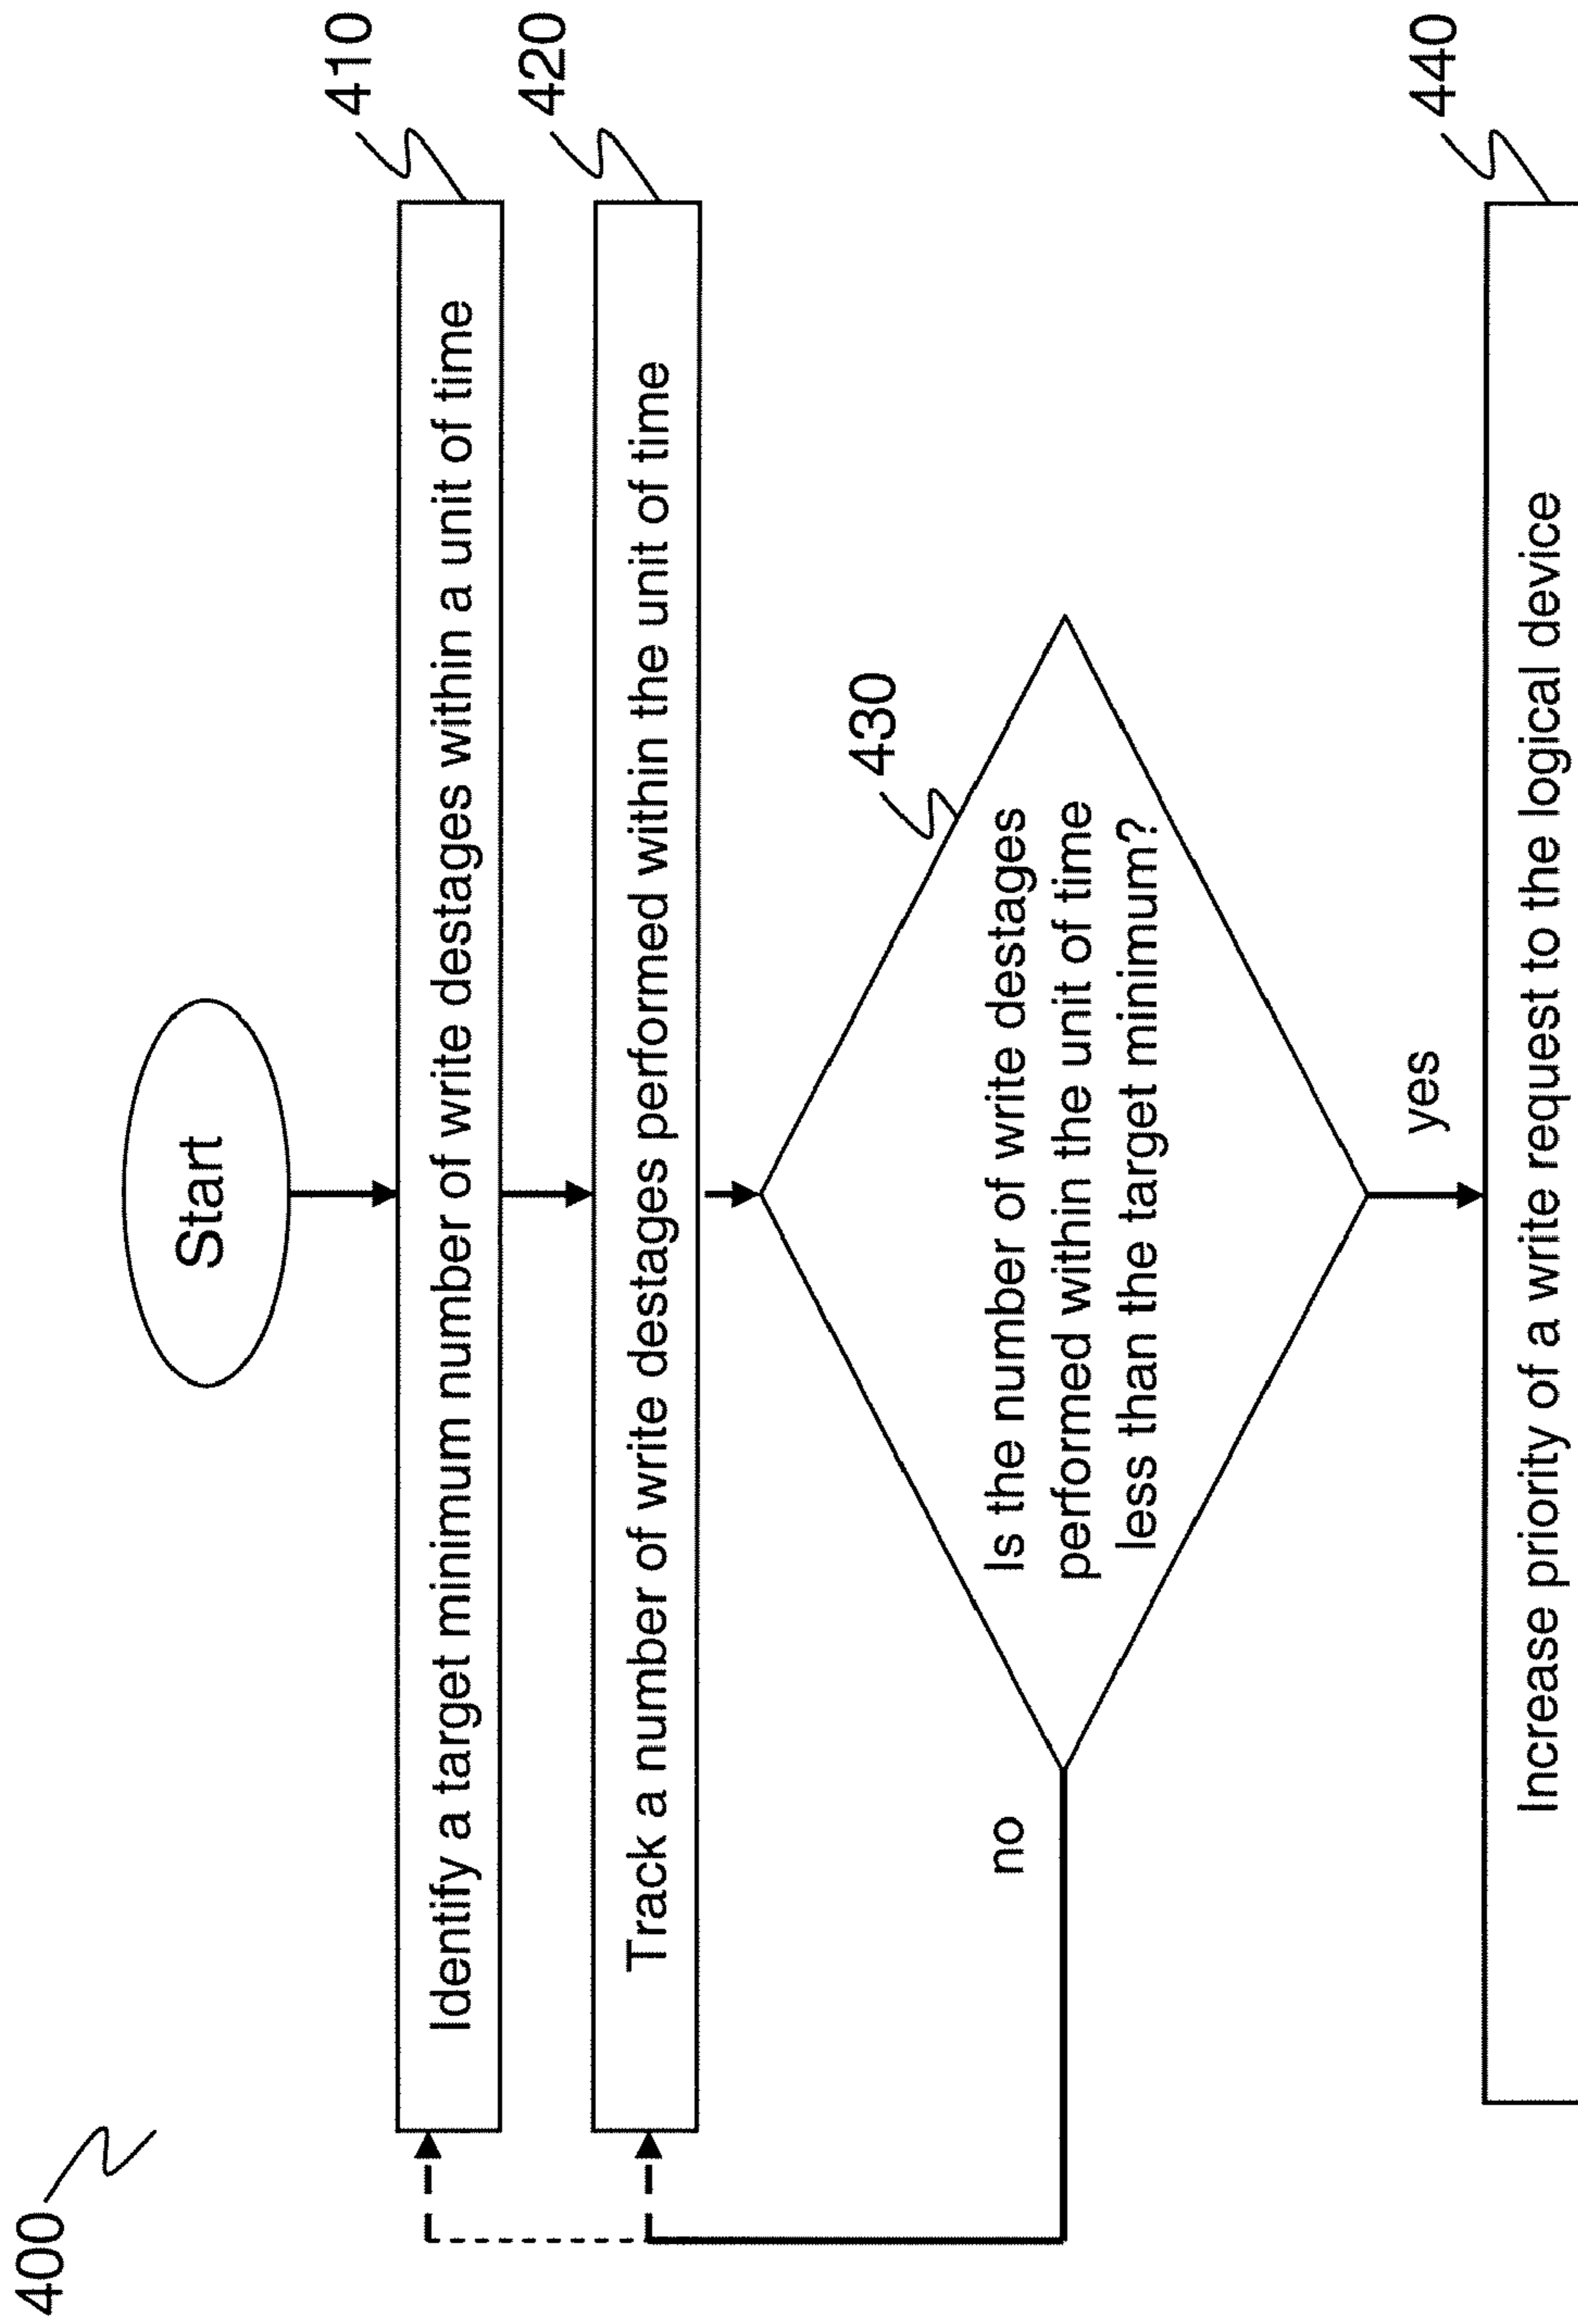 400
Start
410
Identify a target minimum number of write destages within a unit of time
420
Track a number of write destages performed within the unit of time
430
Is the number of write destages
performed within the unit of time
less than the target minimum?
no
yes
440
Increase priority of a write request to the logical device